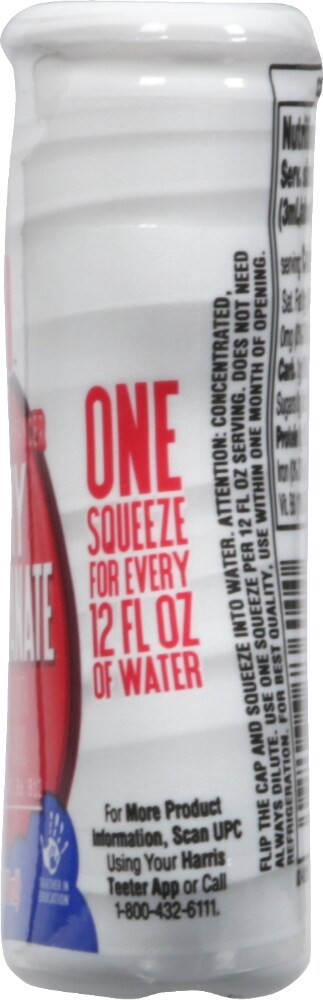 ONE
SQUEEZE
FOR EVERY
12 FL OZ
OF WATER
For More Product
Information, Scan UPC
Using Your Harris
Teeter App or Call
1-800-432-6111.
TOGETHER IN
EDUCATION
FLIP THE CAP AND SQUEEZE INTO WATER. ATTENTION: CONCENTRATED,
ALWAYS DILUTE. USE ONE SQUEEZE PER 12 FL OZ SERVING. DOES NOT NEED
REFRIGERATION. FOR BEST QUALITY, USE WITHIN ONE MONTH OF OPENING.